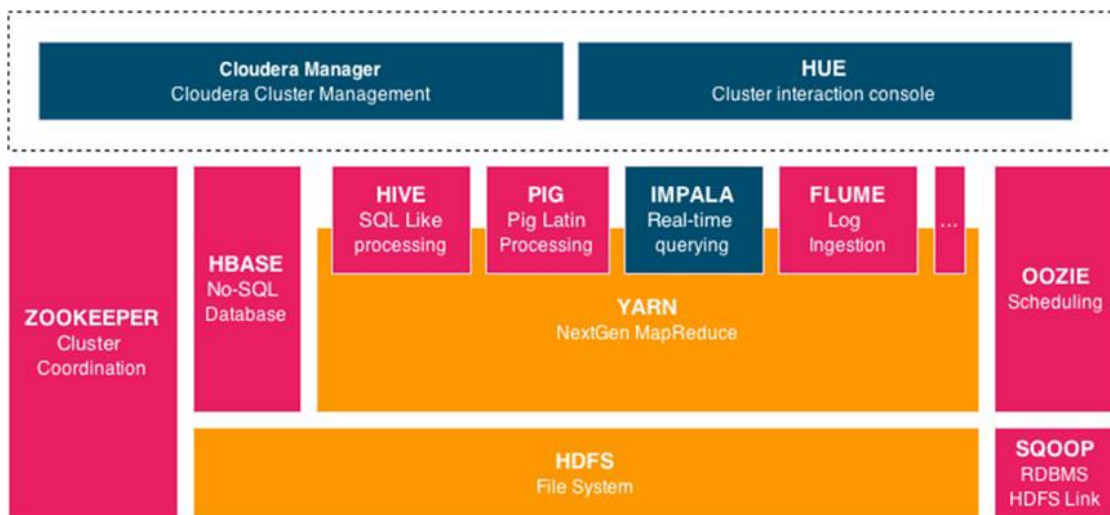 Cloudera Manager
Cloudera Cluster Management
HUE
Cluster interaction console
ZOOKEEPER
Cluster
Coordination
HBASE
No-SQL
Database
HIVE
SQL Like
processing
PIG
Pig Latin
Processing
IMPALA
Real-time
querying
FLUME
Log
Ingestion
...
YARN
NextGen MapReduce
OOZIE
Scheduling
HDFS
File System
SQOOP
RDBMS
HDFS Link